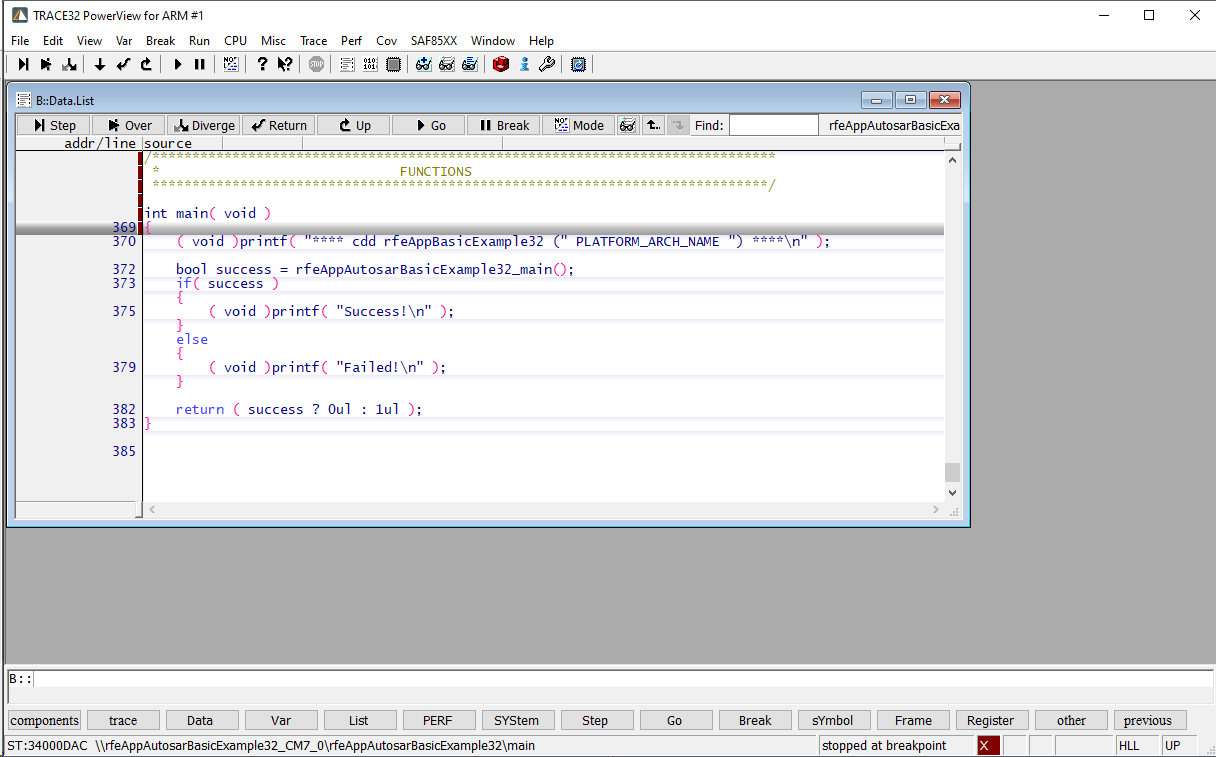 TRACE32 PowerView for ARM #1
File Edit View Var Break Run CPU Misc Trace Perf Cov SAF85XX Window Help
B::Data.List
Step Over Diverge Return Up Go Break Mode Find: rfeAppAutosarBasicExa
addr/line source
/******************************************************************************
* FUNCTIONS
*****************************************************************************/
int main( void )
369 {
370 ( void )printf( "**** cdd rfeAppBasicExample32 (" PLATFORM_ARCH_NAME ") ****\n" );
372 bool success = rfeAppAutosarBasicExample32_main();
373 if( success )
{
375 ( void )printf( "Success!\n" );
}
else
{
379 ( void )printf( "Failed!\n" );
}
382 return ( success ? 0ul : 1ul );
383 }
385
B::
components trace Data Var List PERF SYStem Step Go Break sYmbol Frame Register other previous
ST:34000DAC \\rfeAppAutosarBasicExample32_CM7_0\rfeAppAutosarBasicExample32\main stopped at breakpoint X HLL UP